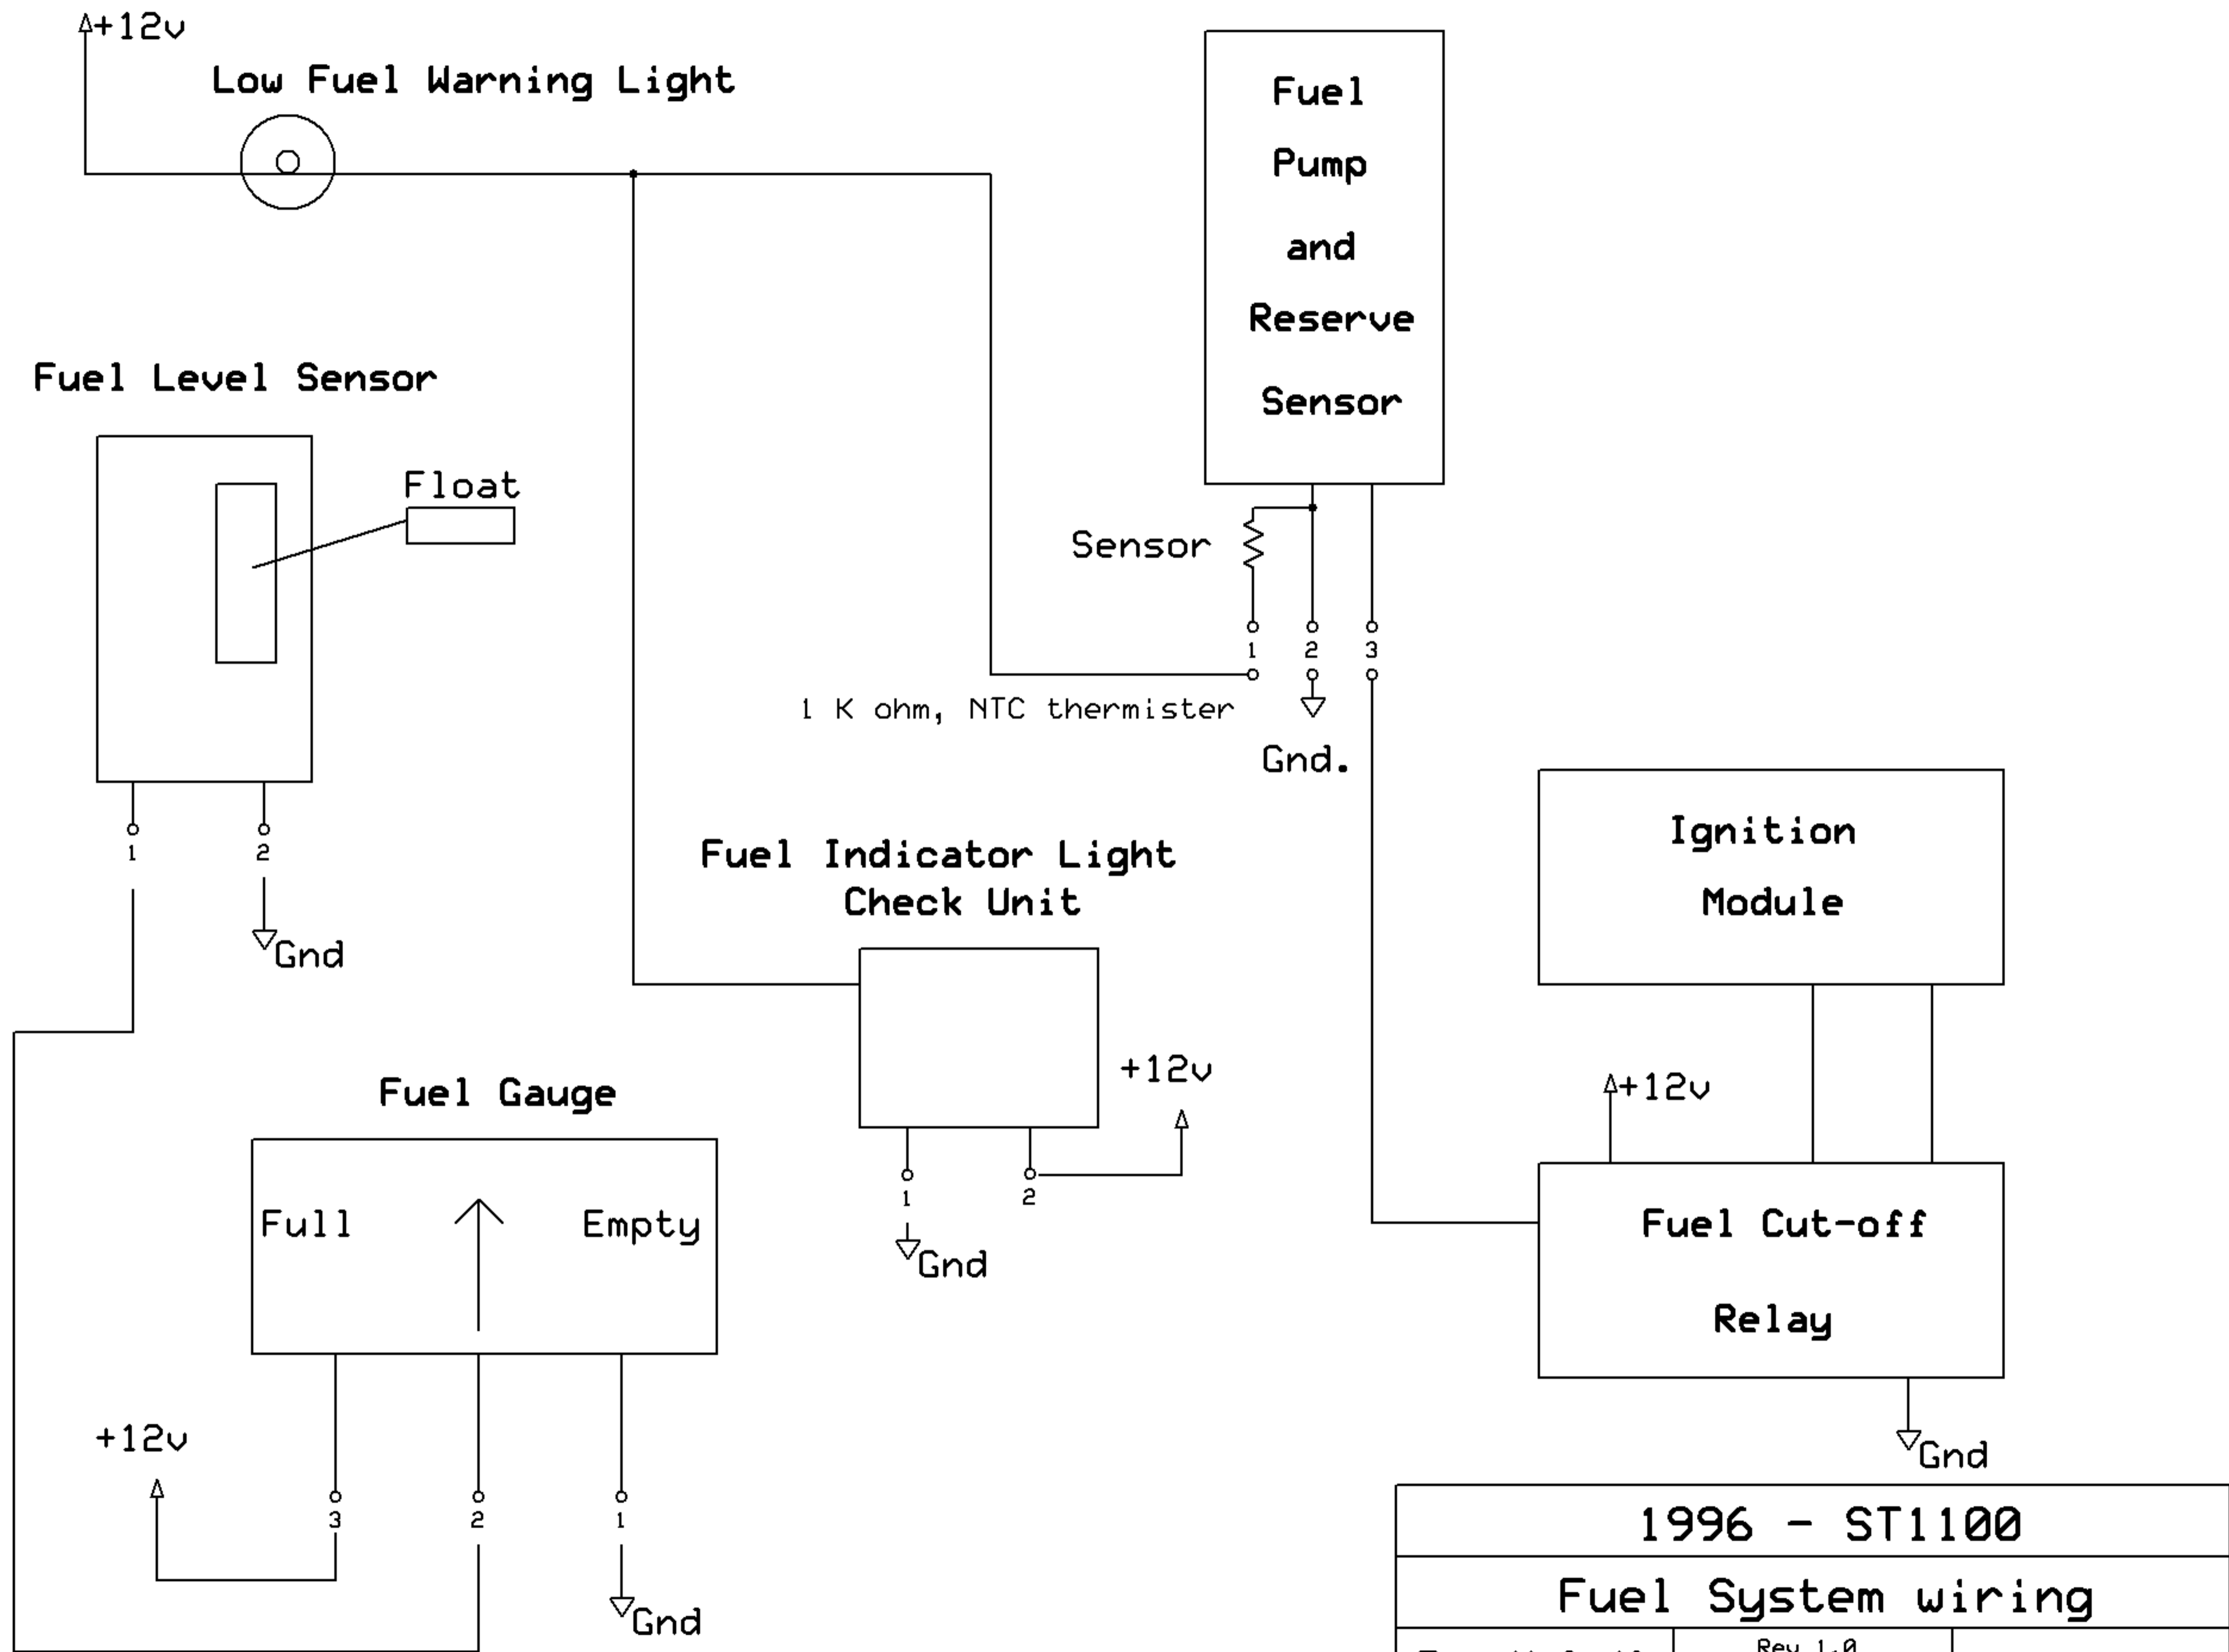 +12v
Low Fuel Warning Light
Fuel
Pump
and
Reserve
Sensor
Fuel Level Sensor
Float
Sensor
1 2 3
1 K ohm, NTC thermister
Gnd.
1 2
Gnd
Fuel Indicator Light
Check Unit
+12v
1 2
Gnd
Ignition
Module
+12v
Fuel Cut-off
Relay
Gnd
Fuel Gauge
Full Empty
+12v
3 2 1
Gnd
1996 - ST1100
Fuel System wiring
Rev 1.0